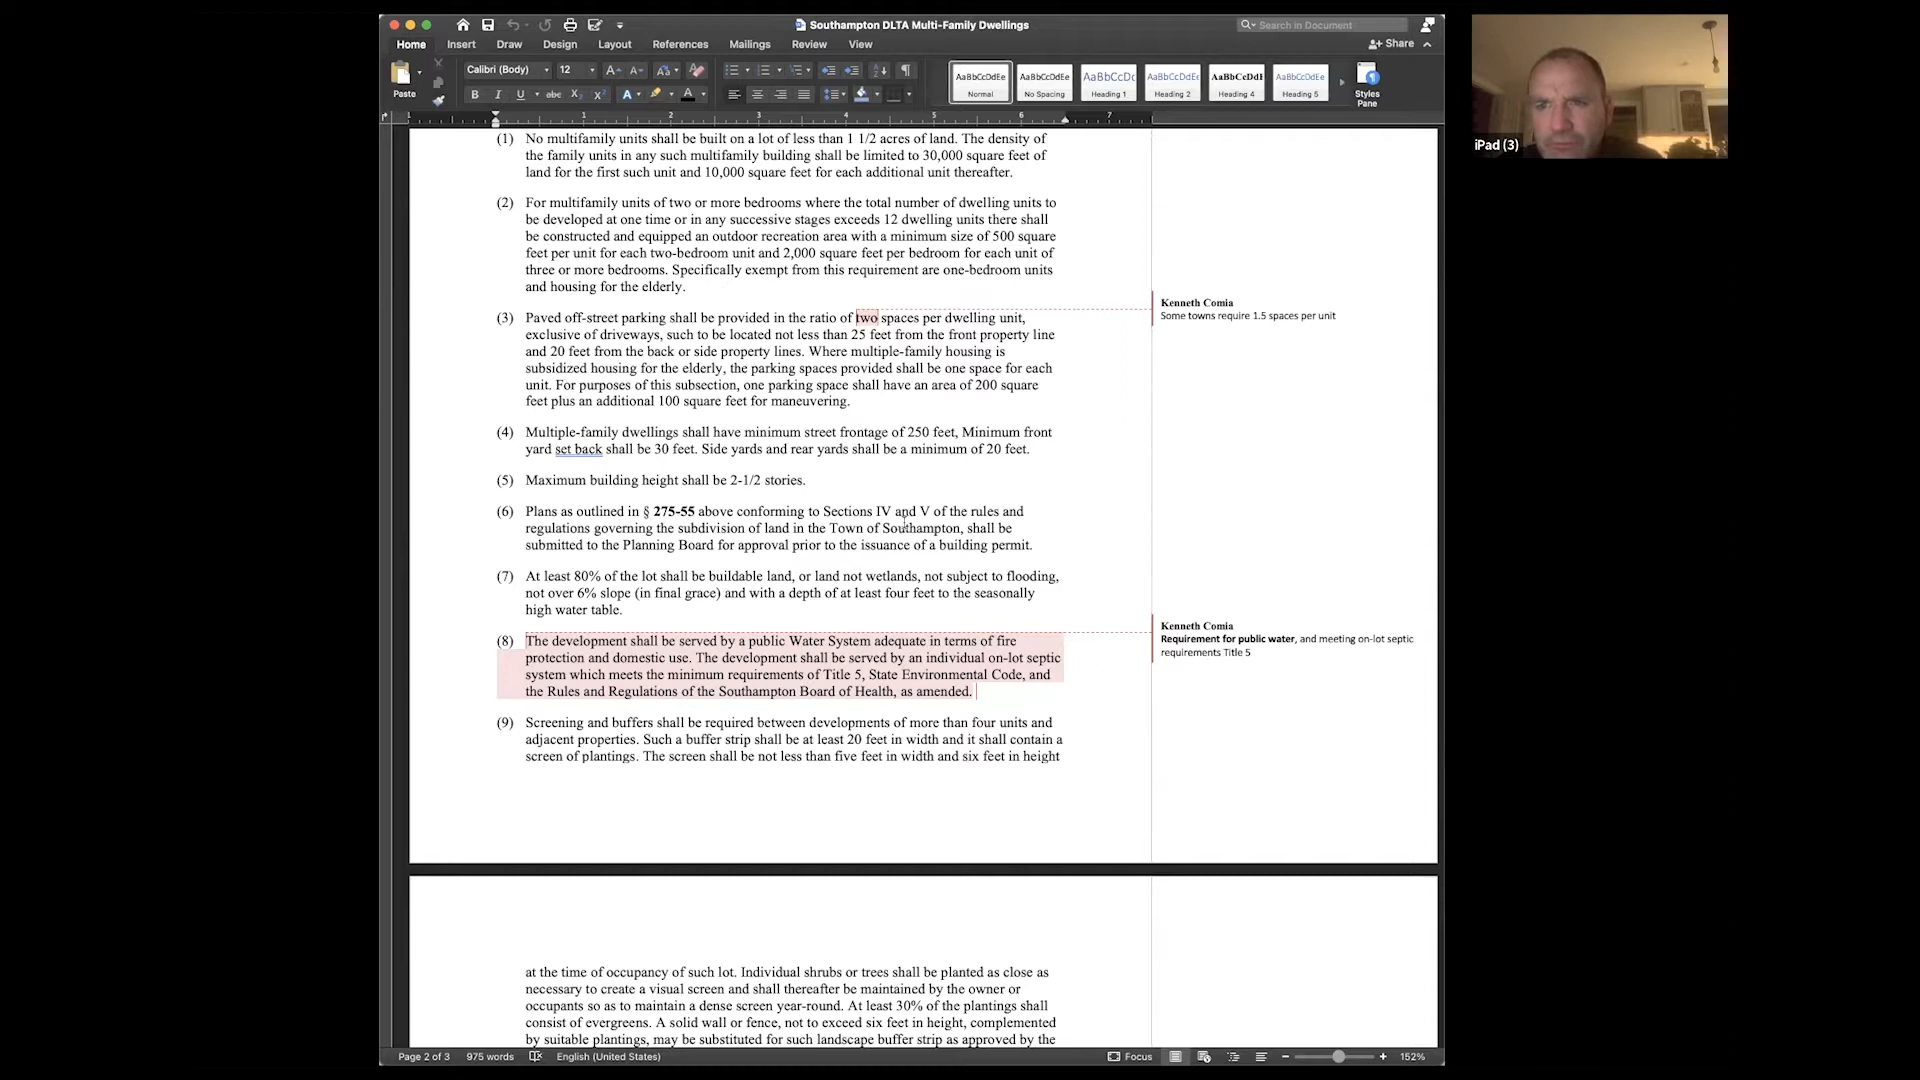 Southampton DLTA Multi-Family Dwellings
Search in Document
Home Insert Draw Design Layout References Mailings Review View
Share
Paste
Calibri (Body) 12
AaBbCcDdEe AaBbCcDdEe AaBbCcDc AaBbCcDdEe AaBbCcDdI AaBbCcDdEe
Normal No Spacing Heading 1 Heading 2 Heading 4 Heading 5
Styles
Pane
1 1 2 3 4 5 6 7
(1) No multifamily units shall be built on a lot of less than 1 1/2 acres of land. The density of
the family units in any such multifamily building shall be limited to 30,000 square feet of
land for the first such unit and 10,000 square feet for each additional unit thereafter.
(2) For multifamily units of two or more bedrooms where the total number of dwelling units to
be developed at one time or in any successive stages exceeds 12 dwelling units there shall
be constructed and equipped an outdoor recreation area with a minimum size of 500 square
feet per unit for each two-bedroom unit and 2,000 square feet per bedroom for each unit of
three or more bedrooms. Specifically exempt from this requirement are one-bedroom units
and housing for the elderly.
(3) Paved off-street parking shall be provided in the ratio of two spaces per dwelling unit,
exclusive of driveways, such to be located not less than 25 feet from the front property line
and 20 feet from the back or side property lines. Where multiple-family housing is
subsidized housing for the elderly, the parking spaces provided shall be one space for each
unit. For purposes of this subsection, one parking space shall have an area of 200 square
feet plus an additional 100 square feet for maneuvering.
(4) Multiple-family dwellings shall have minimum street frontage of 250 feet, Minimum front
yard set back shall be 30 feet. Side yards and rear yards shall be a minimum of 20 feet.
(5) Maximum building height shall be 2-1/2 stories.
(6) Plans as outlined in § 275-55 above conforming to Sections IV and V of the rules and
regulations governing the subdivision of land in the Town of Southampton, shall be
submitted to the Planning Board for approval prior to the issuance of a building permit.
(7) At least 80% of the lot shall be buildable land, or land not wetlands, not subject to flooding,
not over 6% slope (in final grace) and with a depth of at least four feet to the seasonally
high water table.
(8) The development shall be served by a public Water System adequate in terms of fire
protection and domestic use. The development shall be served by an individual on-lot septic
system which meets the minimum requirements of Title 5, State Environmental Code, and
the Rules and Regulations of the Southampton Board of Health, as amended.
(9) Screening and buffers shall be required between developments of more than four units and
adjacent properties. Such a buffer strip shall be at least 20 feet in width and it shall contain a
screen of plantings. The screen shall be not less than five feet in width and six feet in height
Kenneth Comia
Some towns require 1.5 spaces per unit
Kenneth Comia
Requirement for public water, and meeting on-lot septic
requirements Title 5
at the time of occupancy of such lot. Individual shrubs or trees shall be planted as close as
necessary to create a visual screen and shall thereafter be maintained by the owner or
occupants so as to maintain a dense screen year-round. At least 30% of the plantings shall
consist of evergreens. A solid wall or fence, not to exceed six feet in height, complemented
by suitable plantings, may be substituted for such landscape buffer strip as approved by the
Page 2 of 3 975 words English (United States) Focus 152%
iPad (3)